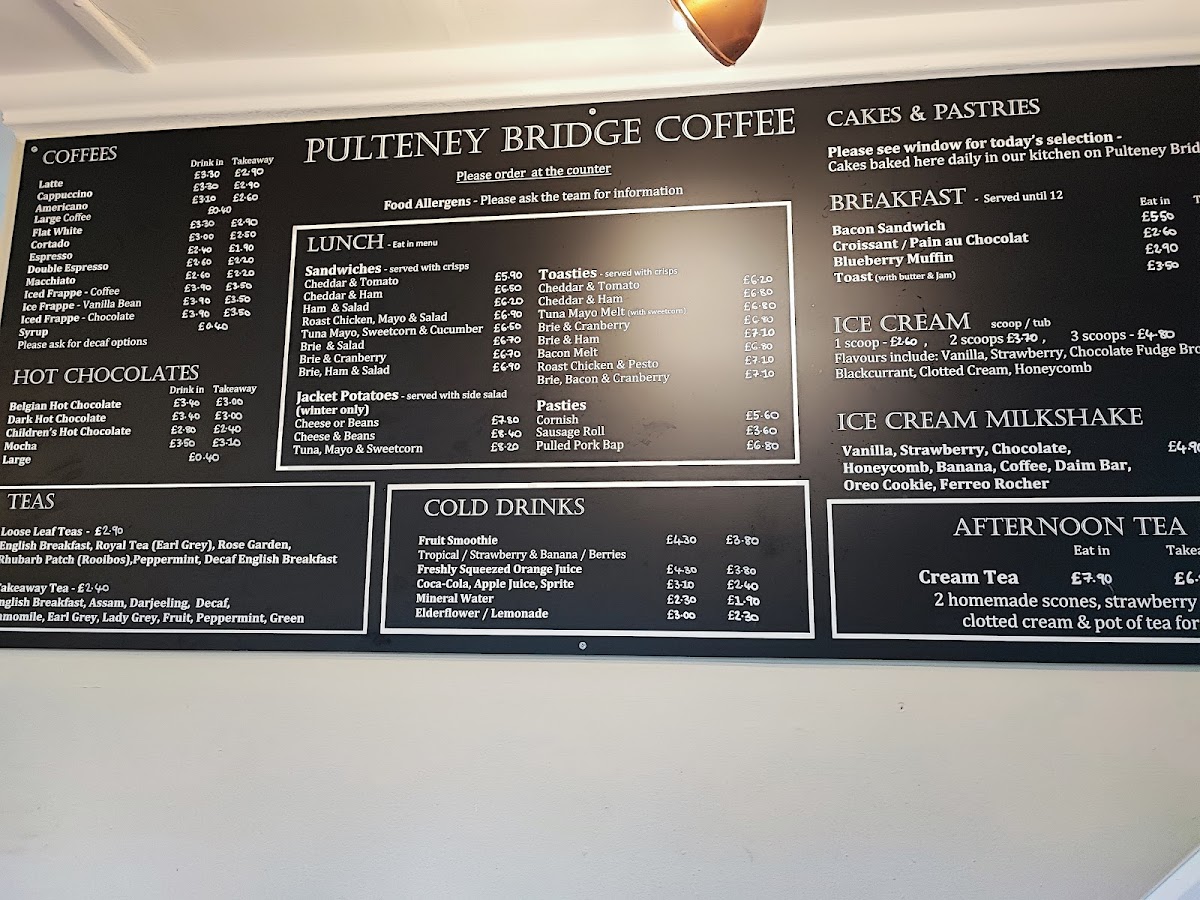 COFFEES
Drink in Takeaway
Latte £3.30 £2.90
Cappuccino £3.30 £2.90
Americano £3.10 £2.60
Large Coffee £0.40
Flat White £3.30 £2.90
Cortado £3.00 £2.50
Espresso £2.40 £1.90
Double Espresso £2.60 £2.20
Macchiato £2.60 £2.20
Iced Frappe - Coffee £3.90 £3.50
Ice Frappe - Vanilla Bean £3.90 £3.50
Iced Frappe - Chocolate £3.90 £3.50
Syrup £0.40
Please ask for decaf options
HOT CHOCOLATES
Drink in Takeaway
Belgian Hot Chocolate £3.40 £3.00
Dark Hot Chocolate £3.40 £3.00
Children's Hot Chocolate £2.80 £2.40
Mocha £3.50 £3.10
Large £0.40
TEAS
Loose Leaf Teas - £2.90
English Breakfast, Royal Tea (Earl Grey), Rose Garden,
Rhubarb Patch (Rooibos),Peppermint, Decaf English Breakfast
Takeaway Tea - £2.40
English Breakfast, Assam, Darjeeling, Decaf,
Earl Grey, Lady Grey, Fruit, Peppermint, Green
PULTENEY BRIDGE COFFEE
Please order at the counter
Food Allergens - Please ask the team for information
LUNCH - Eat in menu
Sandwiches - served with crisps
Cheddar & Tomato £5.90
Cheddar & Ham £6.50
Ham & Salad £6.20
Roast Chicken, Mayo & Salad £6.90
Tuna Mayo, Sweetcorn & Cucumber £6.50
Brie & Salad £6.70
Brie & Cranberry £6.70
Brie, Ham & Salad £6.90
Jacket Potatoes - served with side salad
(winter only)
Cheese or Beans £7.80
Cheese & Beans £8.40
Tuna, Mayo & Sweetcorn £8.20
Toasties - served with crisps
Cheddar & Tomato £6.20
Cheddar & Ham £6.80
Tuna Mayo Melt (with sweetcorn) £6.80
Brie & Cranberry £6.80
Brie & Ham £7.10
Bacon Melt £6.80
Roast Chicken & Pesto £7.10
Brie, Bacon & Cranberry £7.10
Pasties
Cornish £5.60
Sausage Roll £3.60
Pulled Pork Bap £6.80
COLD DRINKS
Fruit Smoothie £4.30 £3.80
Tropical / Strawberry & Banana / Berries
Freshly Squeezed Orange Juice £4.30 £3.80
Coca-Cola, Apple Juice, Sprite £3.10 £2.40
Mineral Water £2.30 £1.90
Elderflower / Lemonade £3.00 £2.30
CAKES & PASTRIES
Please see window for today's selection -
Cakes baked here daily in our kitchen on Pulteney Brid
BREAKFAST - Served until 12
Eat in T
Bacon Sandwich £5.50
Croissant / Pain au Chocolat £2.60
Blueberry Muffin £2.90
Toast (with butter & Jam) £3.50
ICE CREAM scoop / tub
1 scoop - £2.60 , 2 scoops £3.70 , 3 scoops - £4.80
Flavours include: Vanilla, Strawberry, Chocolate Fudge Bro
Blackcurrant, Clotted Cream, Honeycomb
ICE CREAM MILKSHAKE
Vanilla, Strawberry, Chocolate, £4.90
Honeycomb, Banana, Coffee, Daim Bar,
Oreo Cookie, Ferreo Rocher
AFTERNOON TEA
Eat in Takea
Cream Tea £7.90 £6.
2 homemade scones, strawberry
clotted cream & pot of tea for